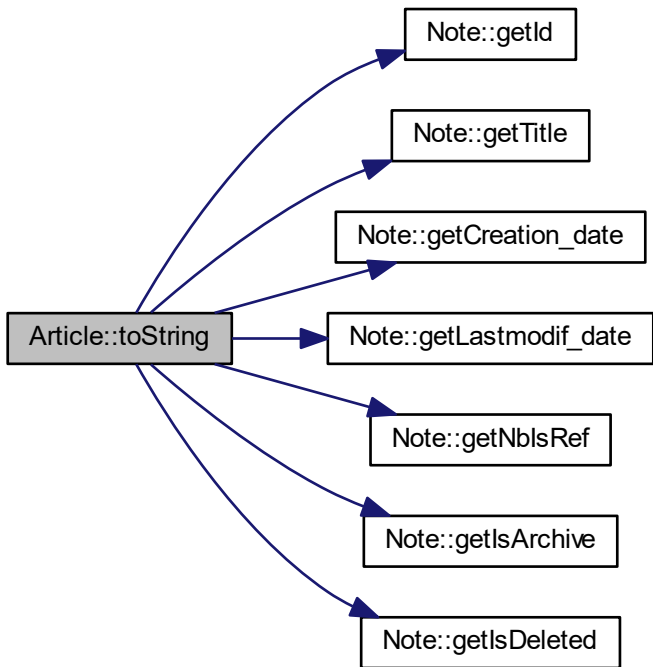 Note::getId
Note::getTitle
Note::getCreation_date
Article::toString
Note::getLastmodif_date
Note::getNbIsRef
Note::getIsArchive
Note::getIsDeleted